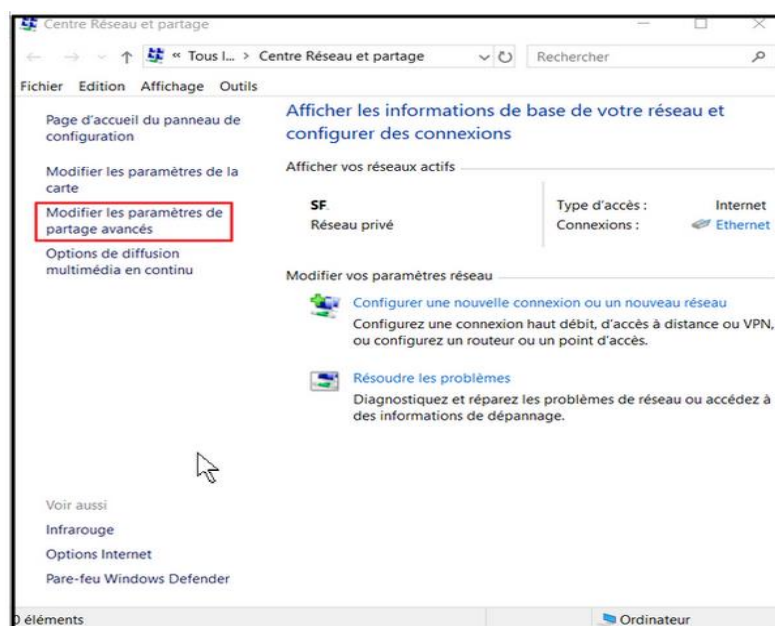 Centre Réseau et partage
« Tous l... > Centre Réseau et partage
Rechercher
Fichier Edition Affichage Outils
Page d'accueil du panneau de
configuration
Modifier les paramètres de la
carte
Modifier les paramètres de
partage avancés
Options de diffusion
multimédia en continu
Afficher les informations de base de votre réseau et
configurer des connexions
Afficher vos réseaux actifs
SF
Réseau privé
Type d'accès : Internet
Connexions : Ethernet
Modifier vos paramètres réseau
Configurer une nouvelle connexion ou un nouveau réseau
Configurez une connexion haut débit, d'accès à distance ou VPN,
ou configurez un routeur ou un point d'accès.
Résoudre les problèmes
Diagnostiquez et réparez les problèmes de réseau ou accédez à
des informations de dépannage.
Voir aussi
Infrarouge
Options Internet
Pare-feu Windows Defender
0 éléments
Ordinateur